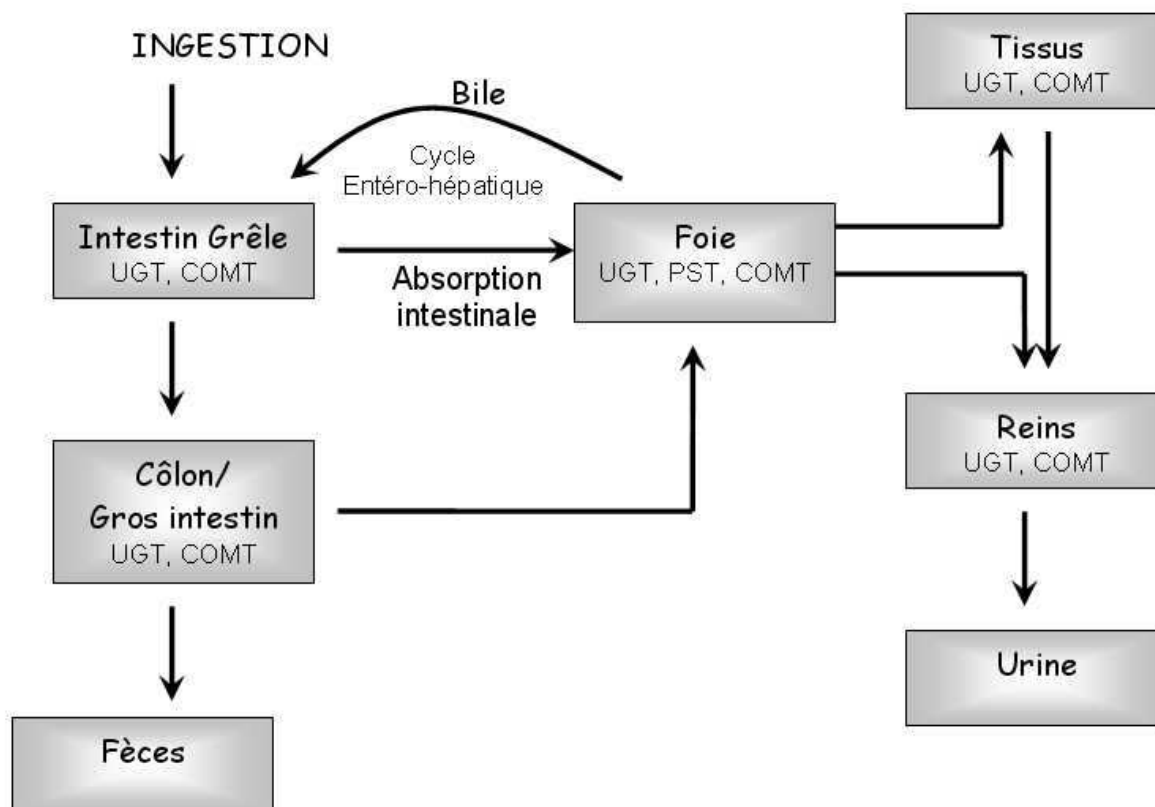 INGESTION
Bile
Cycle
Entéro-hépatique
Intestin Grêle
UGT, COMT
Absorption
intestinale
Foie
UGT, PST, COMT
Tissus
UGT, COMT
Côlon/
Gros intestin
UGT, COMT
Reins
UGT, COMT
Fèces
Urine